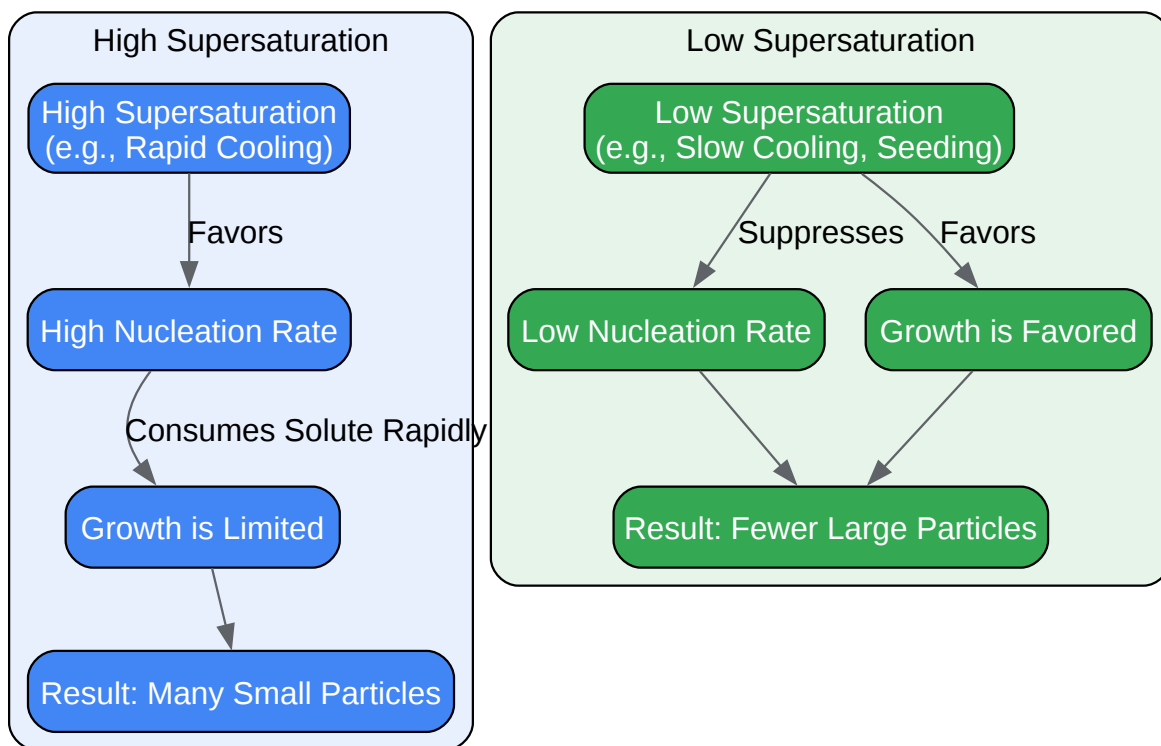 High Supersaturation
High Supersaturation
(e.g., Rapid Cooling)
Favors
High Nucleation Rate
Consumes Solute Rapidly
Growth is Limited
Result: Many Small Particles
Low Supersaturation
Low Supersaturation
(e.g., Slow Cooling, Seeding)
Suppresses
Favors
Low Nucleation Rate
Growth is Favored
Result: Fewer Large Particles